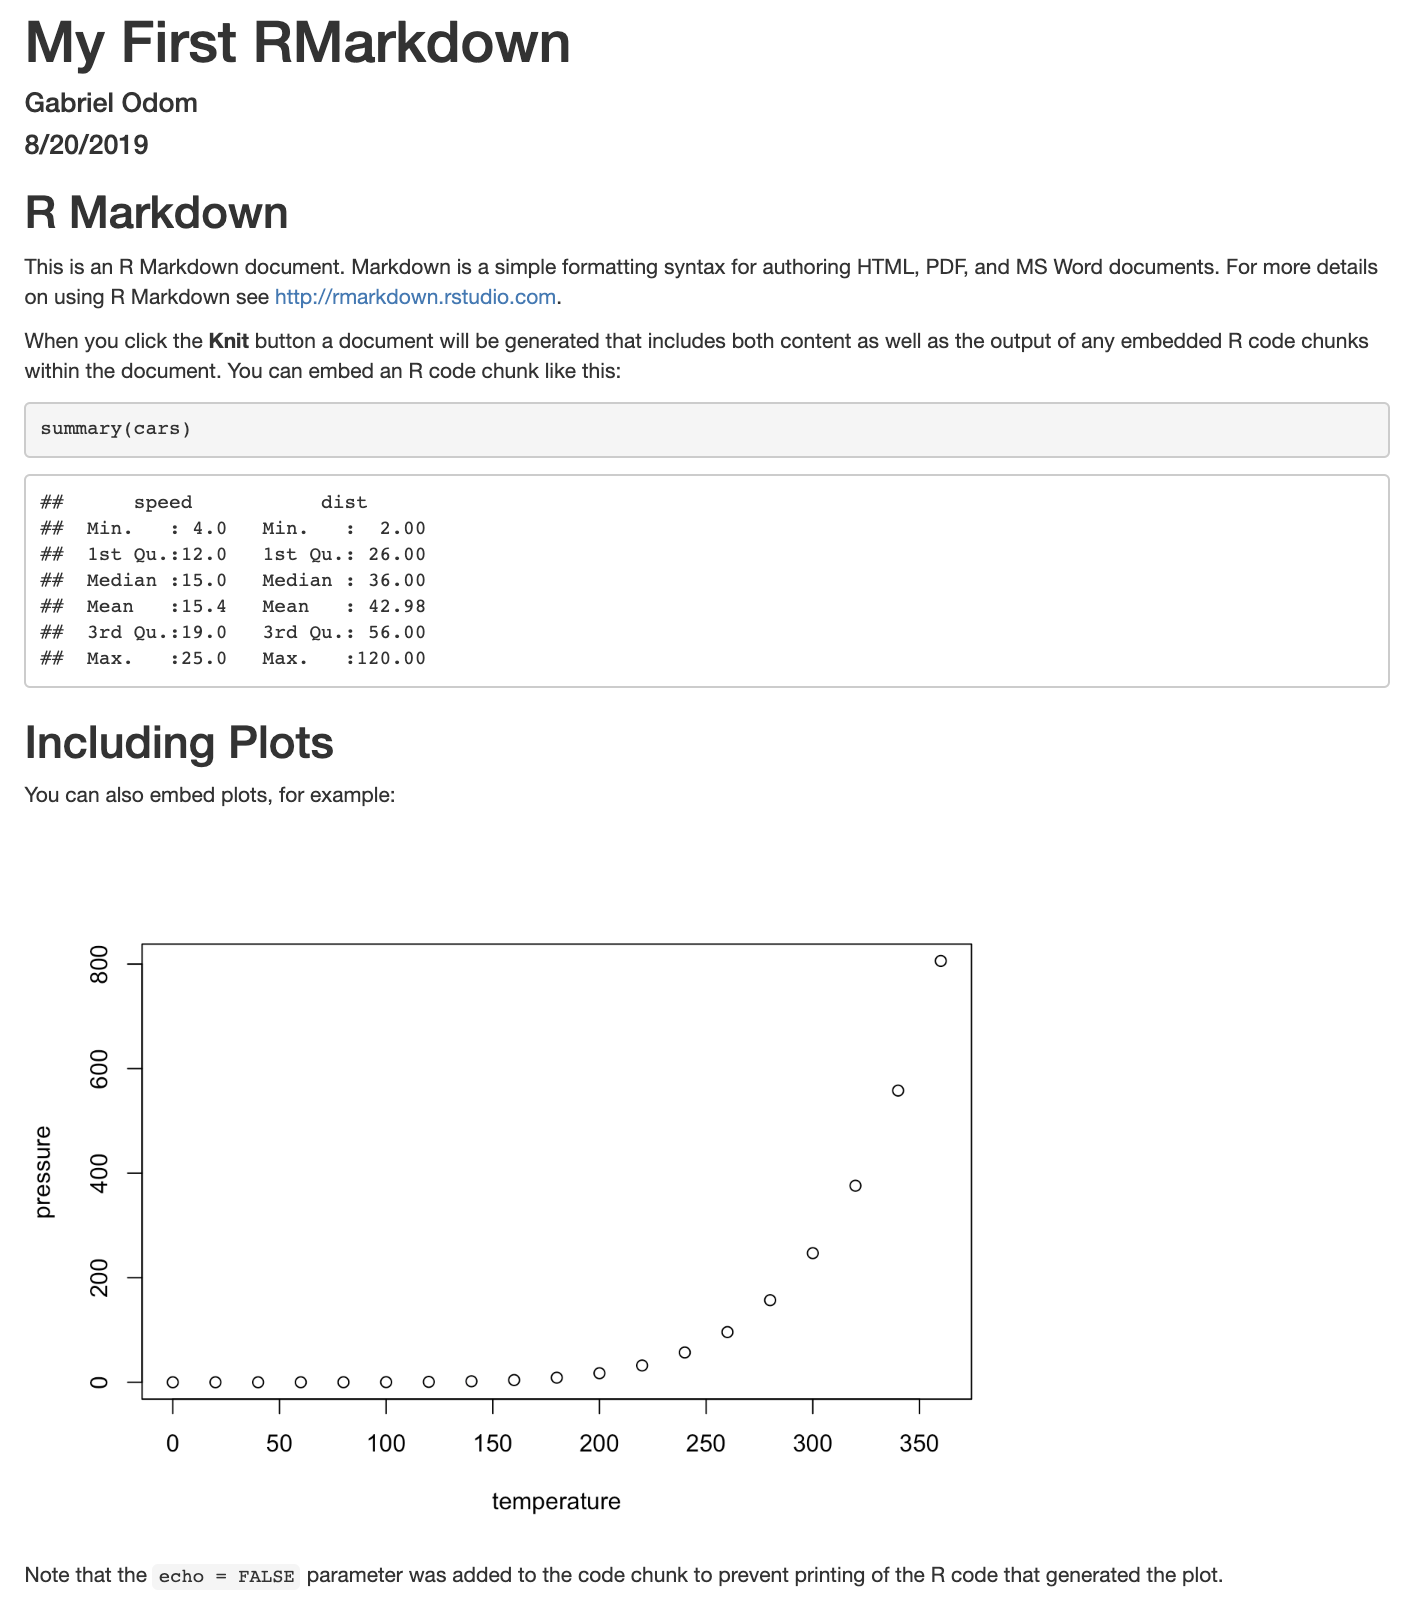 My First RMarkdown
Gabriel Odom
8/20/2019
R Markdown
This is an R Markdown document. Markdown is a simple formatting syntax for authoring HTML, PDF, and MS Word documents. For more details
on using R Markdown see http://rmarkdown.rstudio.com.
When you click the Knit button a document will be generated that includes both content as well as the output of any embedded R code chunks
within the document. You can embed an R code chunk like this:
summary(cars)
##      speed           dist
##  Min.   : 4.0   Min.   :  2.00
##  1st Qu.:12.0   1st Qu.: 26.00
##  Median :15.0   Median : 36.00
##  Mean   :15.4   Mean   : 42.98
##  3rd Qu.:19.0   3rd Qu.: 56.00
##  Max.   :25.0   Max.   :120.00
Including Plots
You can also embed plots, for example:
800
600
400
200
0
pressure
0 50 100 150 200 250 300 350
temperature
Note that the echo = FALSE parameter was added to the code chunk to prevent printing of the R code that generated the plot.